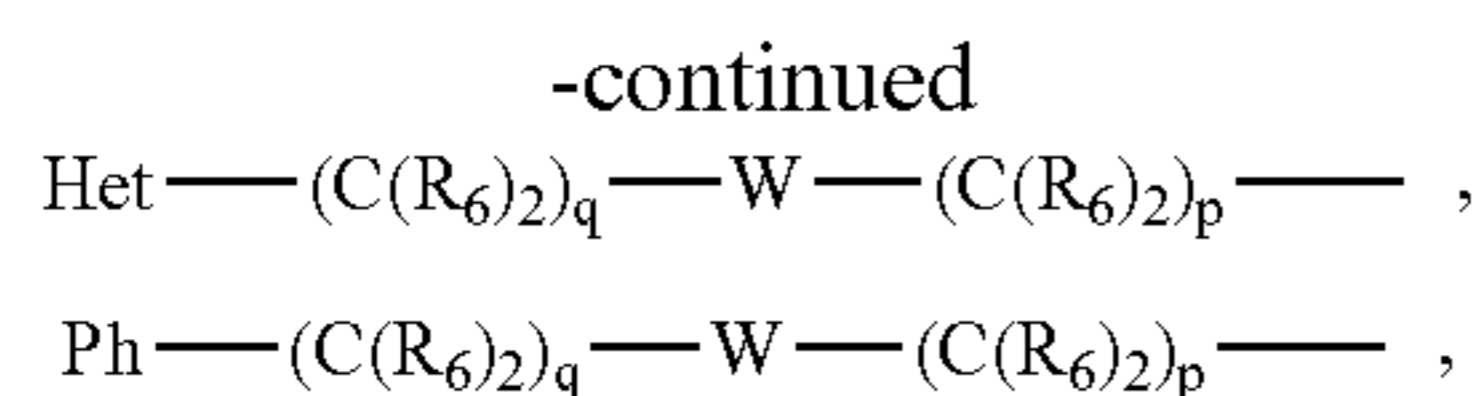 -continued
Het—(C(R₆)₂)q—W—(C(R₆)₂)p— ,
Ph—(C(R₆)₂)q—W—(C(R₆)₂)p— ,